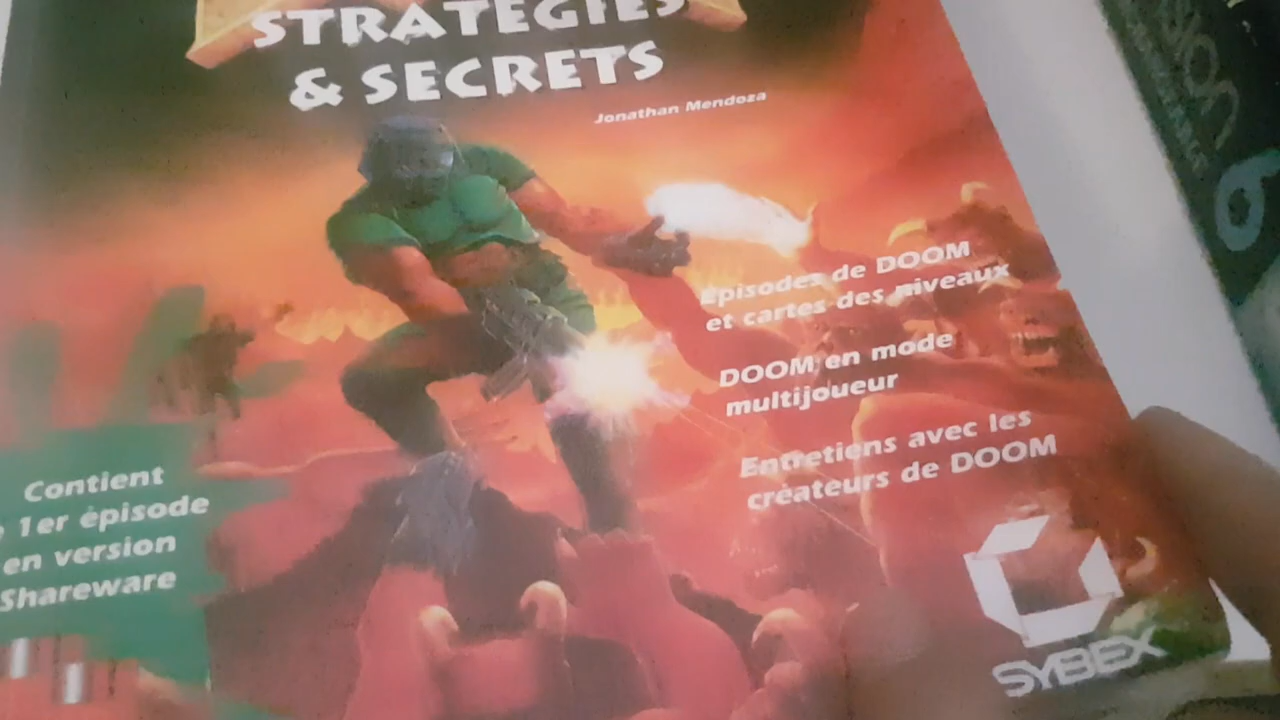 STRATÉGIES
& SECRETS
Jonathan Mendoza
Episodes de DOOM
et cartes des niveaux
DOOM en mode
multijoueur
Entretiens avec les
créateurs de DOOM
Contient
1er épisode
en version
Shareware
SYBEX